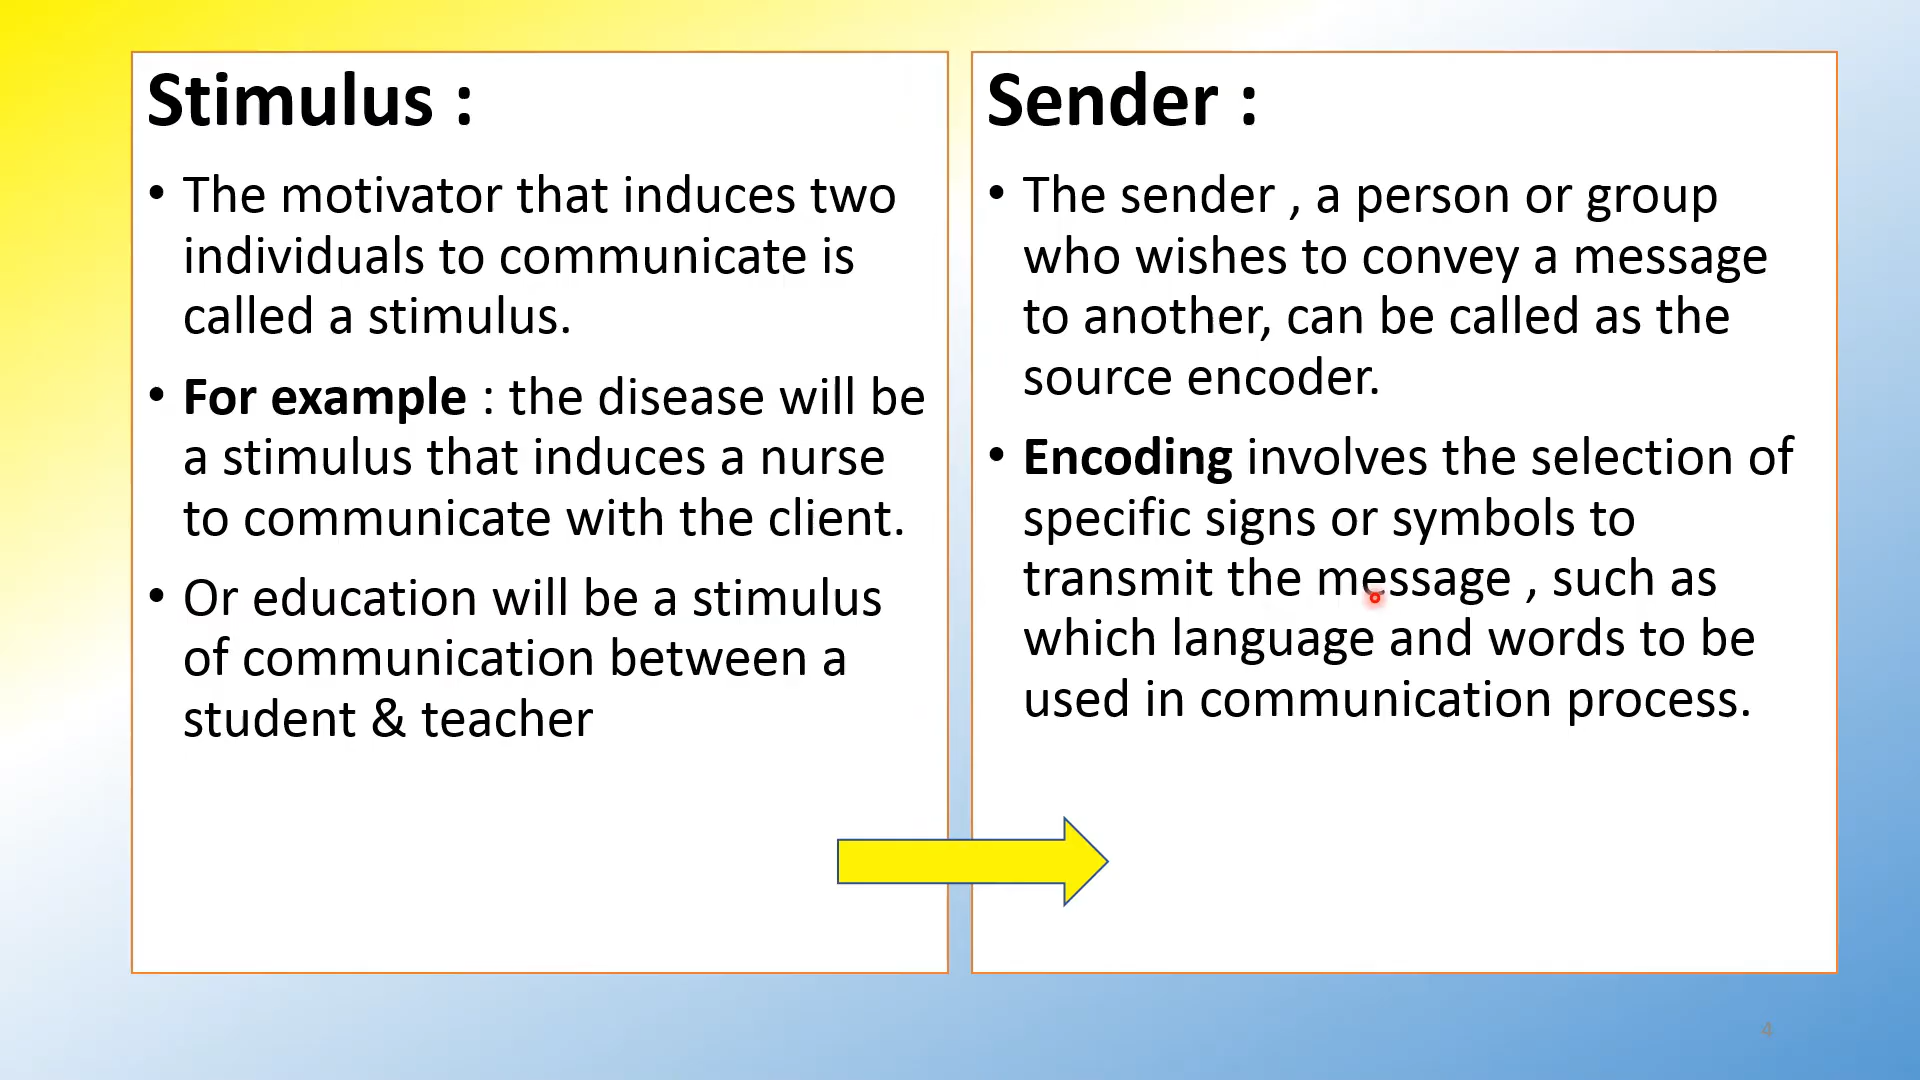 Stimulus :
• The motivator that induces two
individuals to communicate is
called a stimulus.
• For example : the disease will be
a stimulus that induces a nurse
to communicate with the client.
• Or education will be a stimulus
of communication between a
student & teacher
Sender :
• The sender , a person or group
who wishes to convey a message
to another, can be called as the
source encoder.
• Encoding involves the selection of
specific signs or symbols to
transmit the message , such as
which language and words to be
used in communication process.
4